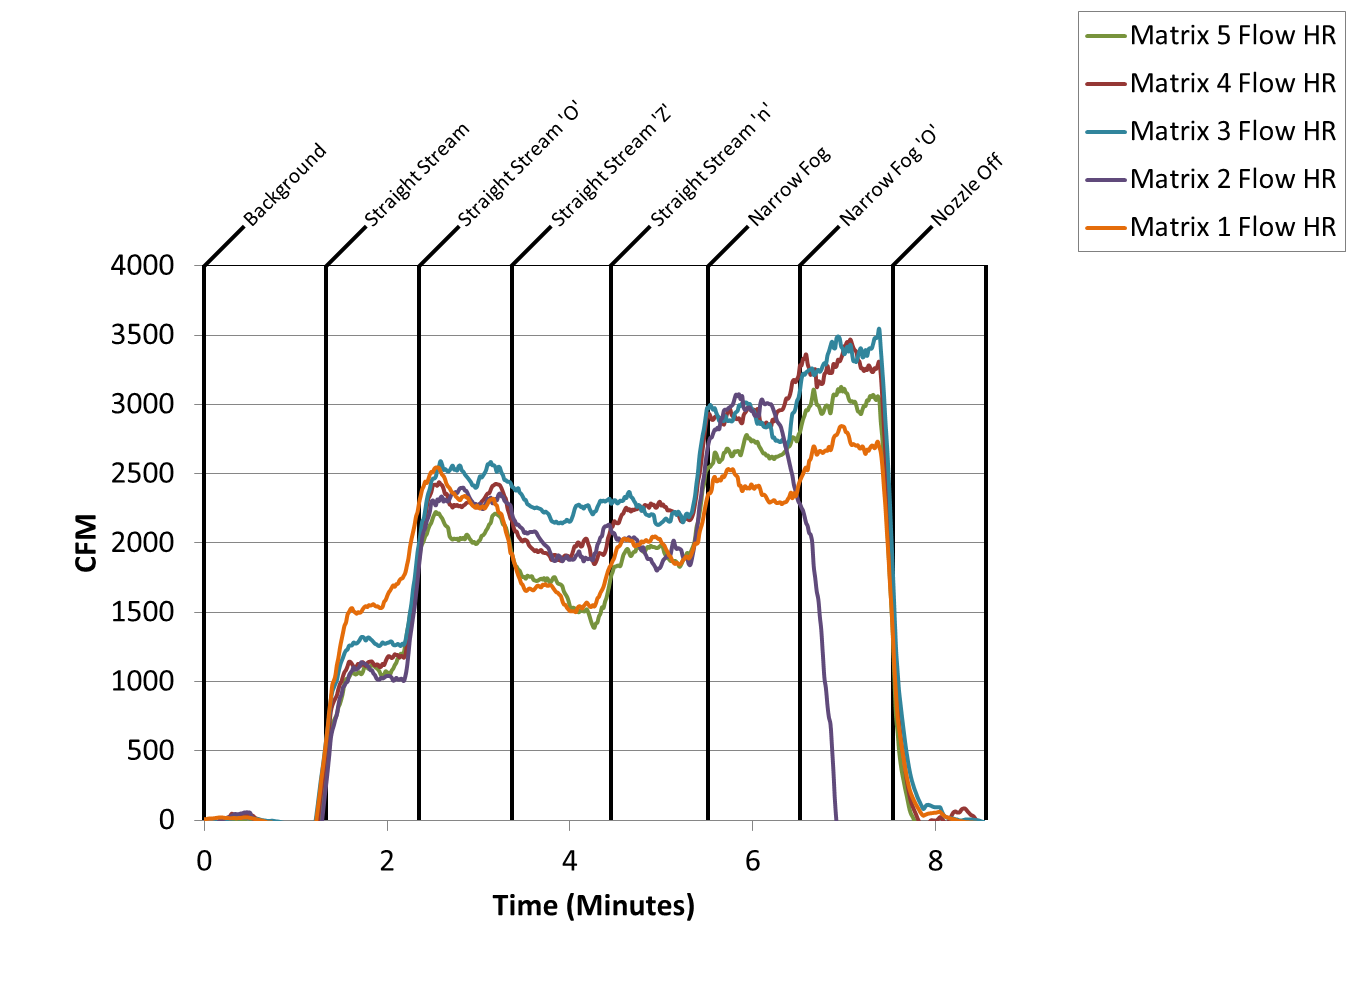 Matrix 5 Flow HR
Matrix 4 Flow HR
Matrix 3 Flow HR
Matrix 2 Flow HR
Matrix 1 Flow HR
Background
Straight Stream
Straight Stream 'O'
Straight Stream 'Z'
Straight Stream 'n'
Narrow Fog
Narrow Fog 'O'
Nozzle Off
4000
3500
3000
2500
2000
1500
1000
500
0
CFM
0 2 4 6 8
Time (Minutes)